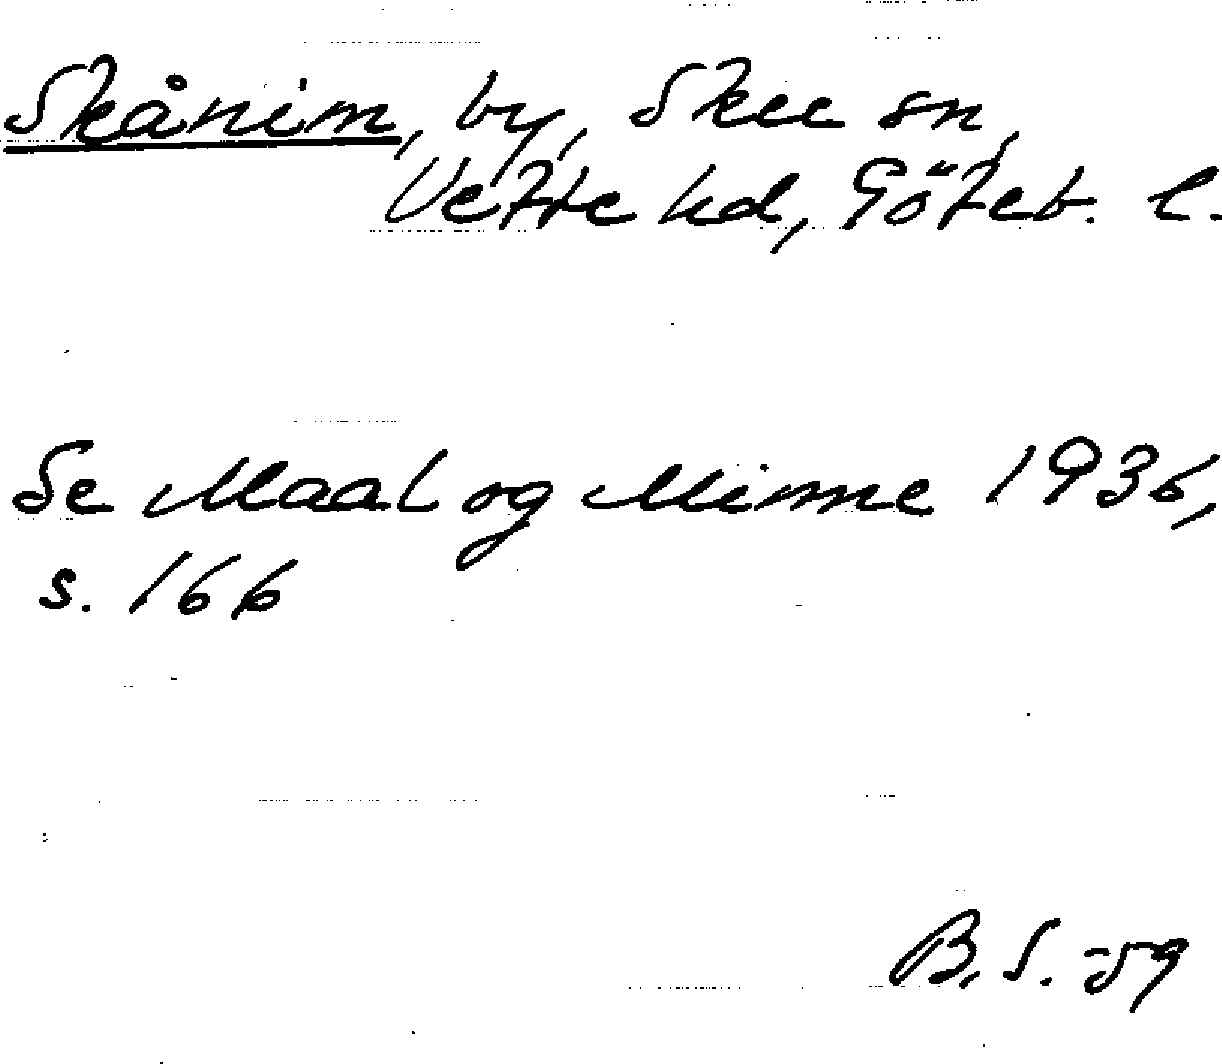 Skånim, by, Skee sn,
Vette hd, Göteb. l.
Se Maal og Minne 1936,
s. 166
B. S. 59